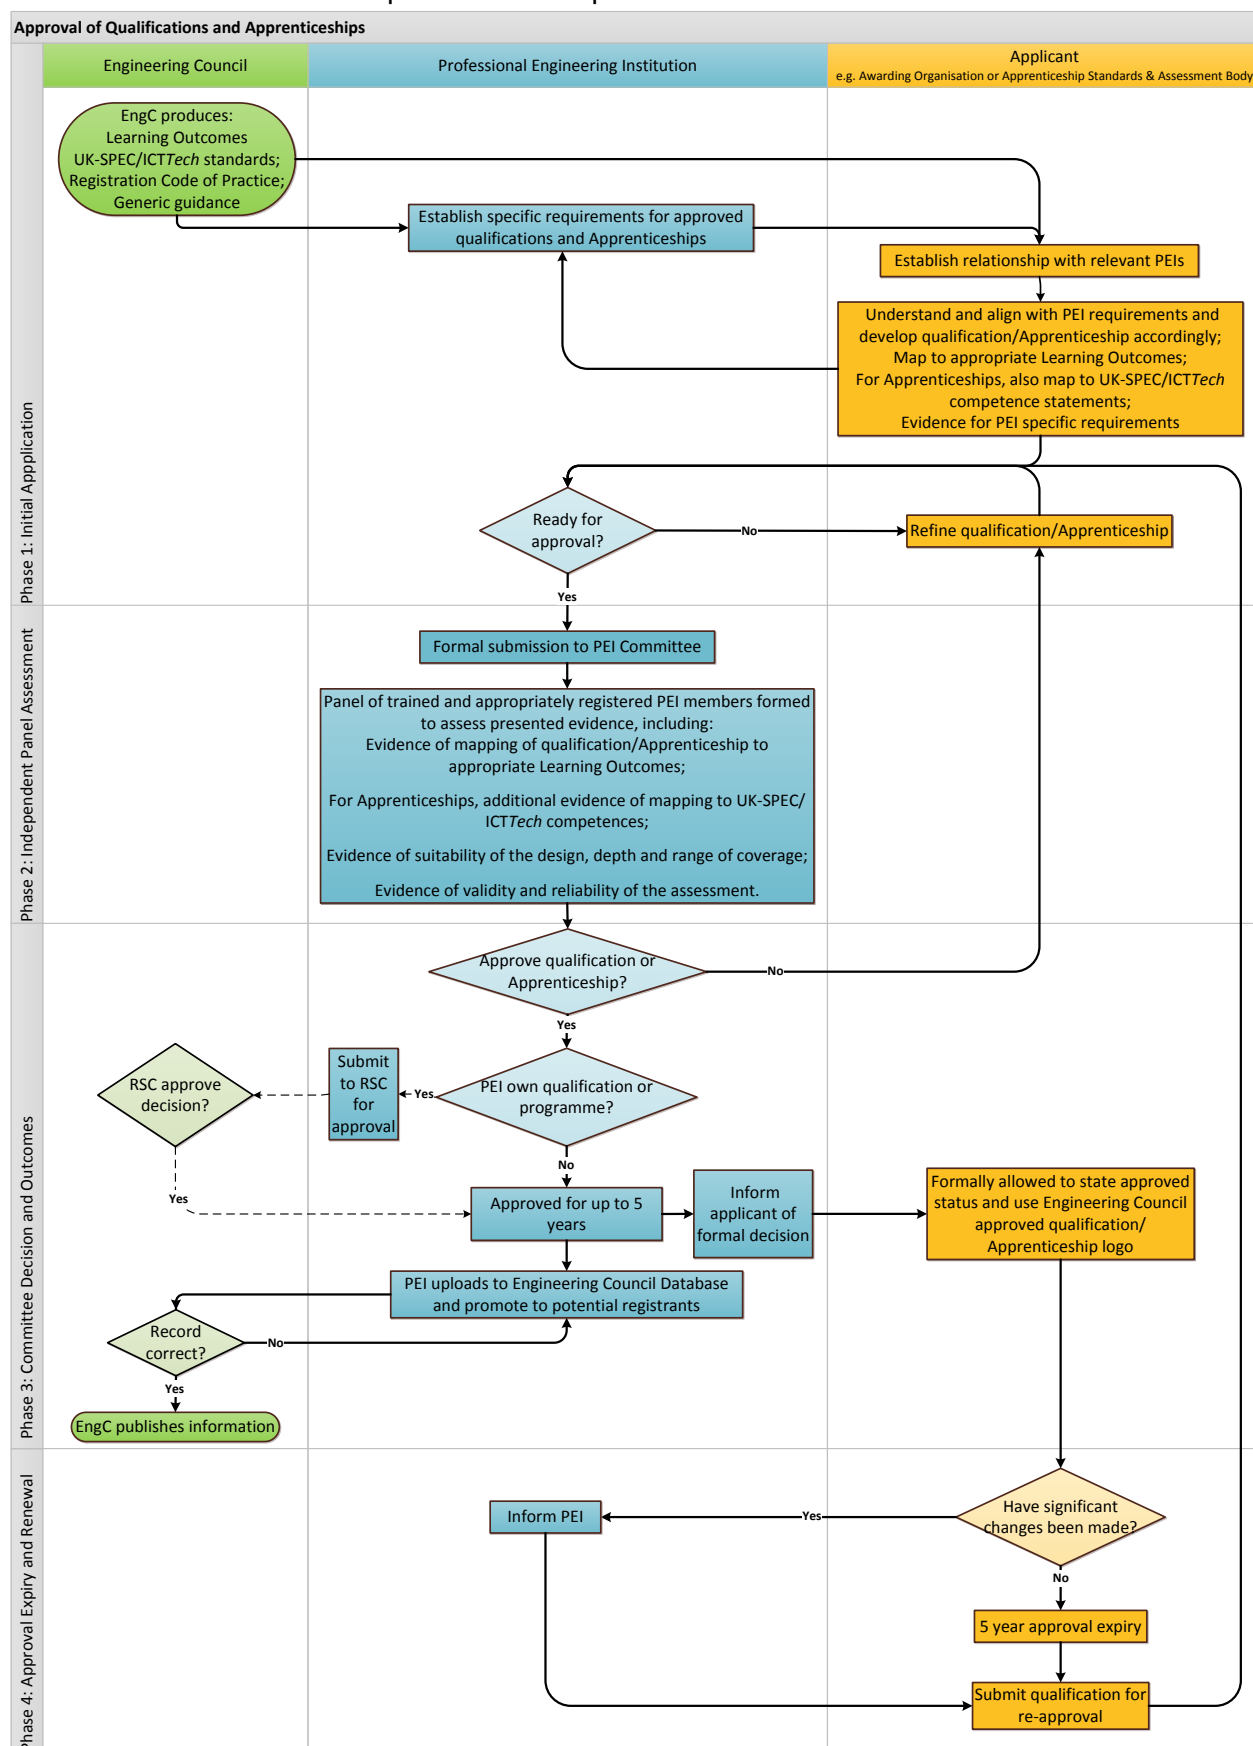 Approval of Qualifications and Apprenticeships
Engineering Council
Professional Engineering Institution
Applicant
e.g. Awarding Organisation or Apprenticeship Standards & Assessment Body
Phase 1: Initial Appplication
EngC produces:
Learning Outcomes
UK-SPEC/ICTTech standards;
Registration Code of Practice;
Generic guidance
Establish specific requirements for approved
qualifications and Apprenticeships
Establish relationship with relevant PEIs
Understand and align with PEI requirements and
develop qualification/Apprenticeship accordingly;
Map to appropriate Learning Outcomes;
For Apprenticeships, also map to UK-SPEC/ICTTech
competence statements;
Evidence for PEI specific requirements
Ready for
approval?
No
Refine qualification/Apprenticeship
Yes
Phase 2: Independent Panel Assessment
Formal submission to PEI Committee
Panel of trained and appropriately registered PEI members formed
to assess presented evidence, including:
Evidence of mapping of qualification/Apprenticeship to
appropriate Learning Outcomes;
For Apprenticeships, additional evidence of mapping to UK-SPEC/
ICTTech competences;
Evidence of suitability of the design, depth and range of coverage;
Evidence of validity and reliability of the assessment.
Phase 3: Committee Decision and Outcomes
Approve qualification or
Apprenticeship?
No
Yes
PEI own qualification or
programme?
Yes
Submit
to RSC
for
approval
RSC approve
decision?
Yes
No
Approved for up to 5
years
Inform
applicant of
formal decision
Formally allowed to state approved
status and use Engineering Council
approved qualification/
Apprenticeship logo
PEI uploads to Engineering Council Database
and promote to potential registrants
Record
correct?
No
Yes
EngC publishes information
Phase 4: Approval Expiry and Renewal
Have significant
changes been made?
Yes
Inform PEI
No
5 year approval expiry
Submit qualification for
re-approval